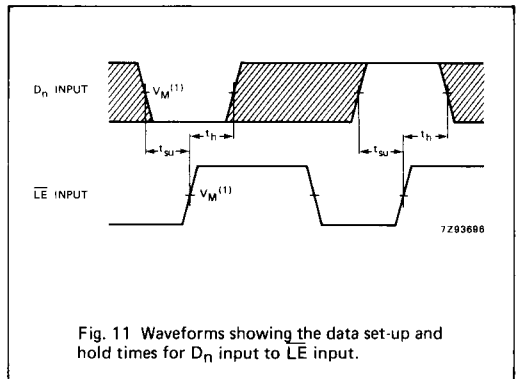 Dn INPUT
VM(1)
th
th
tsu
tsu
LE INPUT
VM(1)
7Z93696
Fig. 11 Waveforms showing the data set-up and
hold times for Dn input to LE input.